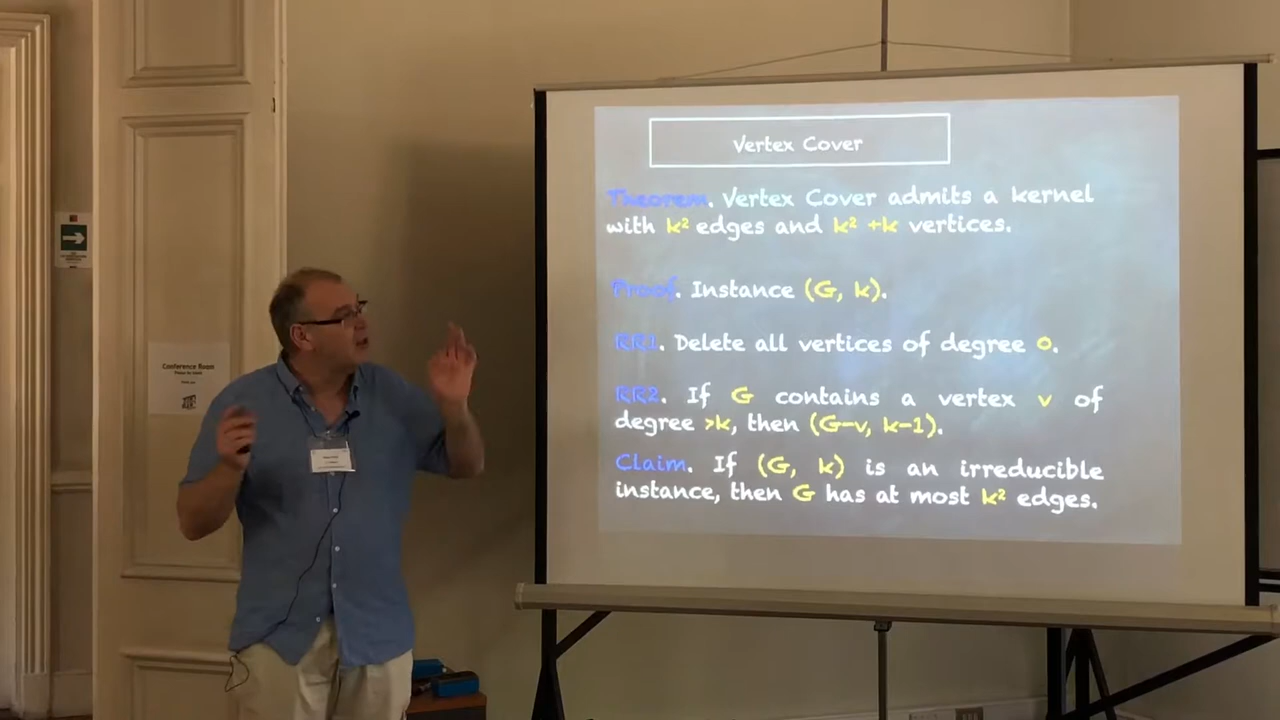 Vertex Cover
Theorem. Vertex Cover admits a kernel
with k² edges and k² +k vertices.
Proof. Instance (G, k).
RR1. Delete all vertices of degree 0.
RR2. If G contains a vertex v of
degree >k, then (G-v, k-1).
Claim. If (G, k) is an irreducible
instance, then G has at most k² edges.
Conference Room